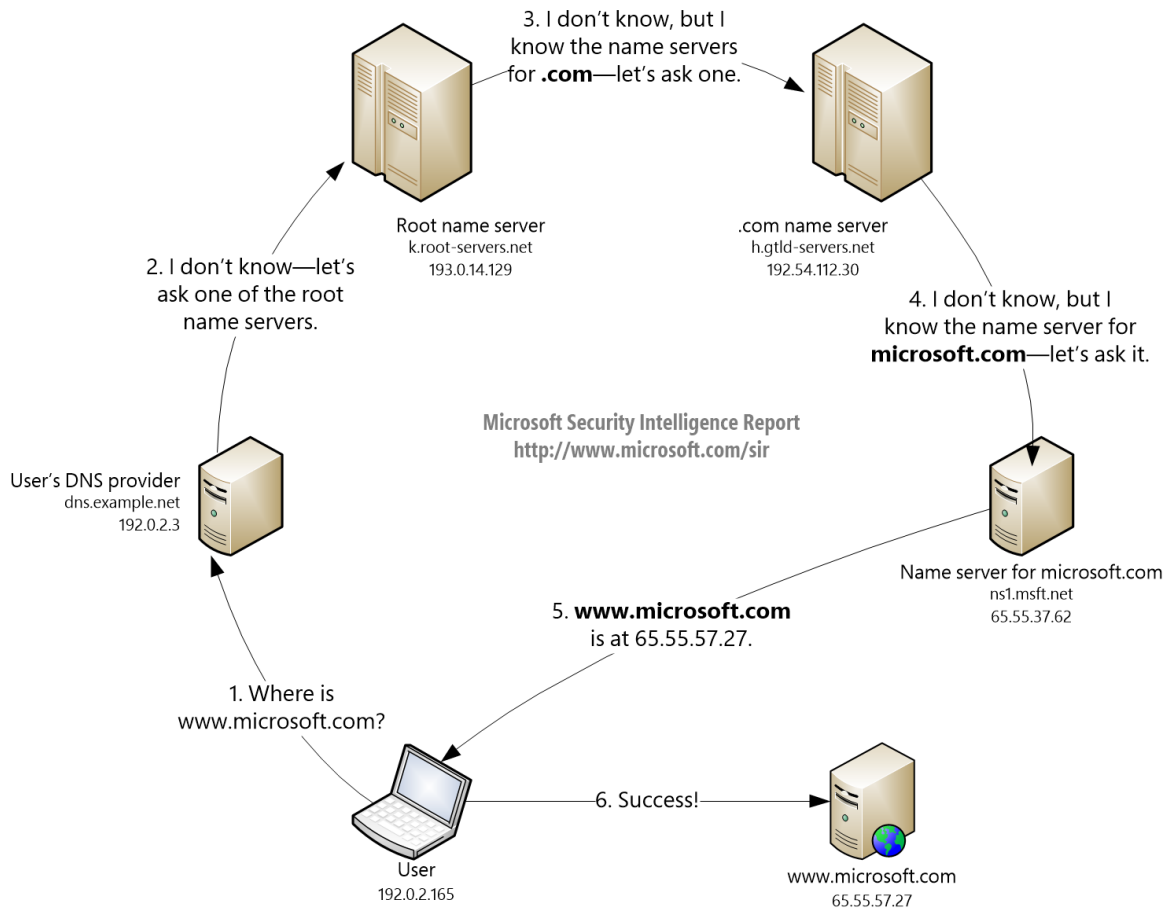 3. I don’t know, but I
know the name servers
for .com—let’s ask one.
Root name server
k.root-servers.net
193.0.14.129
.com name server
h.gtld-servers.net
192.54.112.30
2. I don’t know—let’s
ask one of the root
name servers.
4. I don’t know, but I
know the name server for
microsoft.com—let’s ask it.
Microsoft Security Intelligence Report
http://www.microsoft.com/sir
User’s DNS provider
dns.example.net
192.0.2.3
Name server for microsoft.com
ns1.msft.net
65.55.37.62
5. www.microsoft.com
is at 65.55.57.27.
1. Where is
www.microsoft.com?
6. Success!
User
192.0.2.165
www.microsoft.com
65.55.57.27